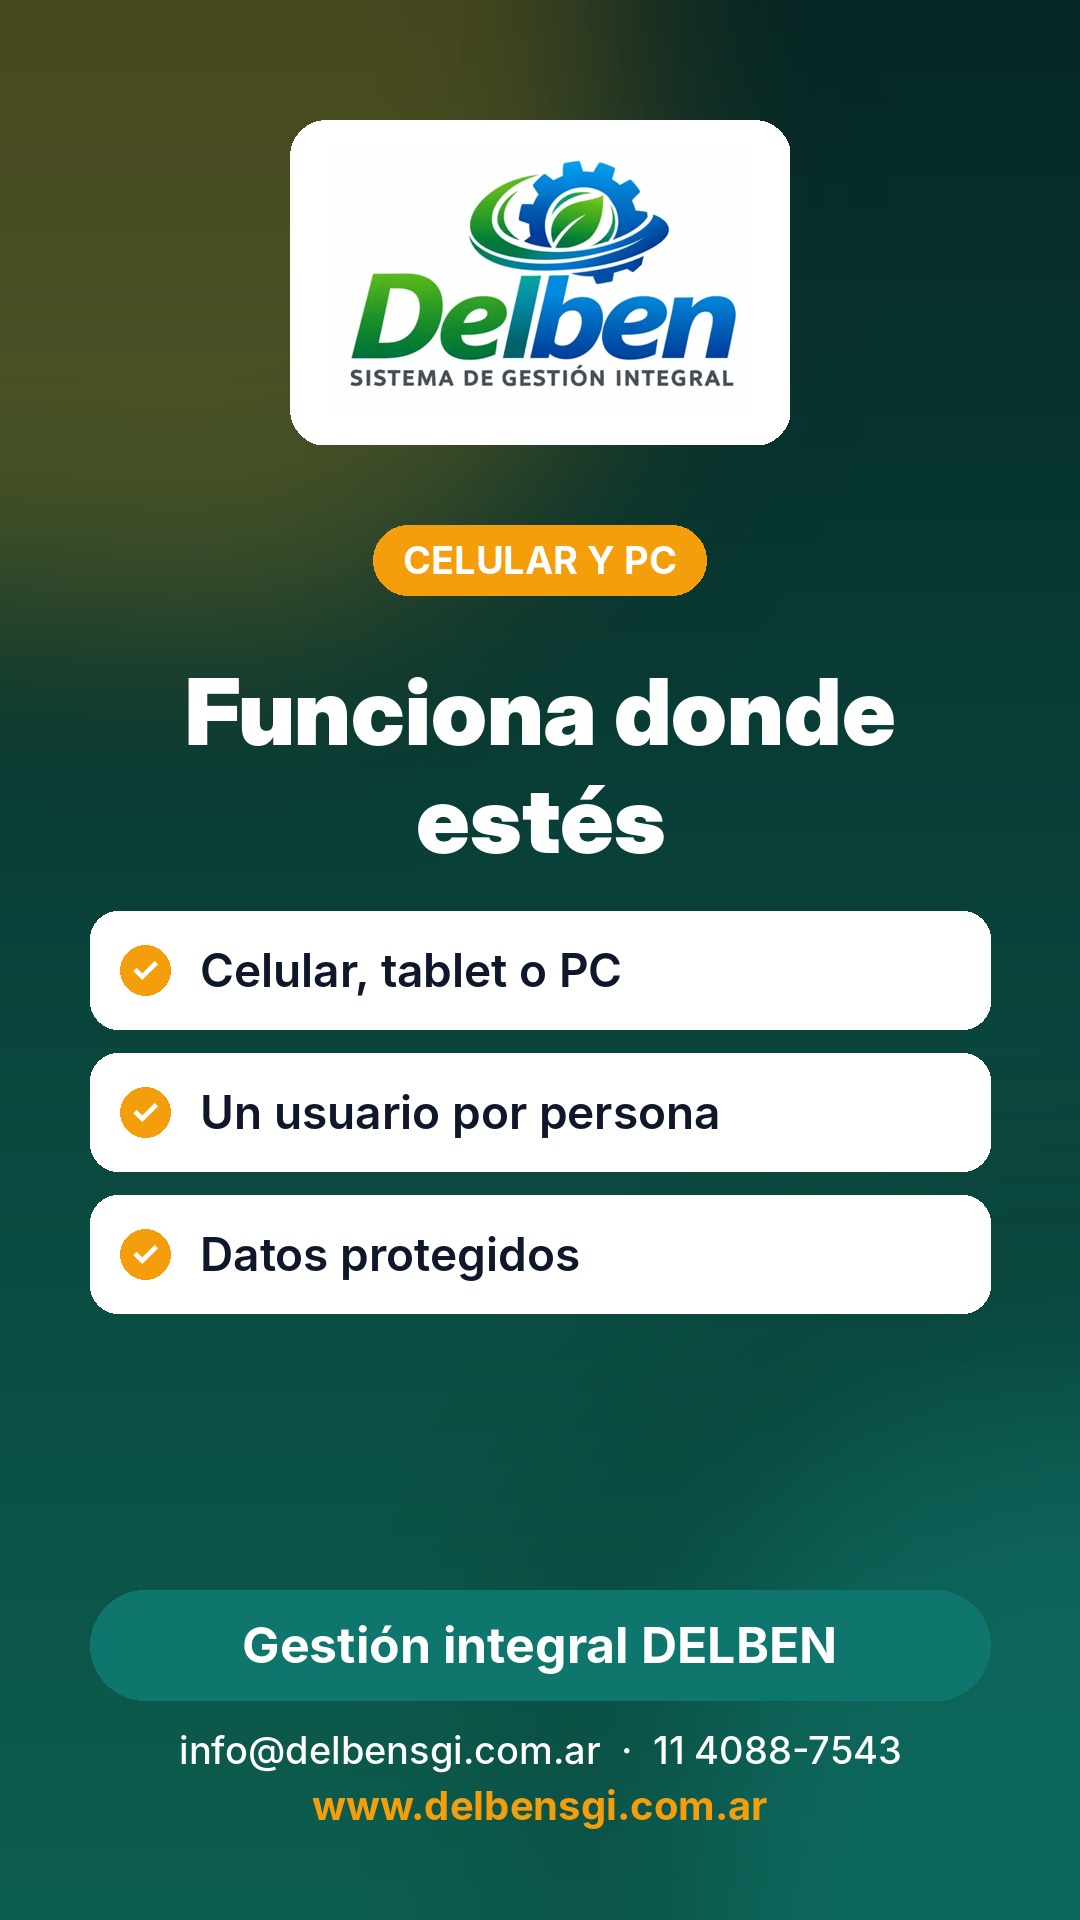 Delben
SISTEMA DE GESTIÓN INTEGRAL
CELULAR Y PC
Funciona donde
estés
Celular, tablet o PC
Un usuario por persona
Datos protegidos
Gestión integral DELBEN
info@delbensgi.com.ar · 11 4088-7543
www.delbensgi.com.ar